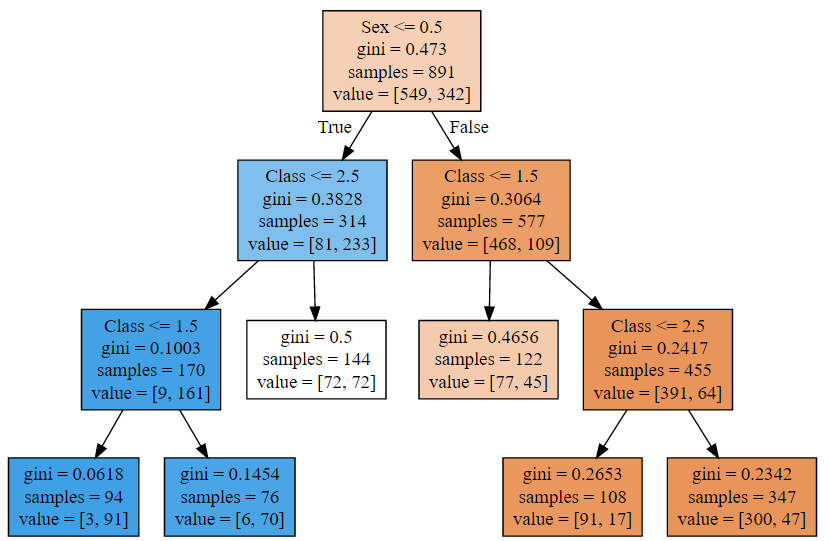 Sex <= 0.5
gini = 0.473
samples = 891
value = [549, 342]
True
False
Class <= 2.5
gini = 0.3828
samples = 314
value = [81, 233]
Class <= 1.5
gini = 0.3064
samples = 577
value = [468, 109]
Class <= 1.5
gini = 0.1003
samples = 170
value = [9, 161]
gini = 0.5
samples = 144
value = [72, 72]
gini = 0.4656
samples = 122
value = [77, 45]
Class <= 2.5
gini = 0.2417
samples = 455
value = [391, 64]
gini = 0.0618
samples = 94
value = [3, 91]
gini = 0.1454
samples = 76
value = [6, 70]
gini = 0.2653
samples = 108
value = [91, 17]
gini = 0.2342
samples = 347
value = [300, 47]